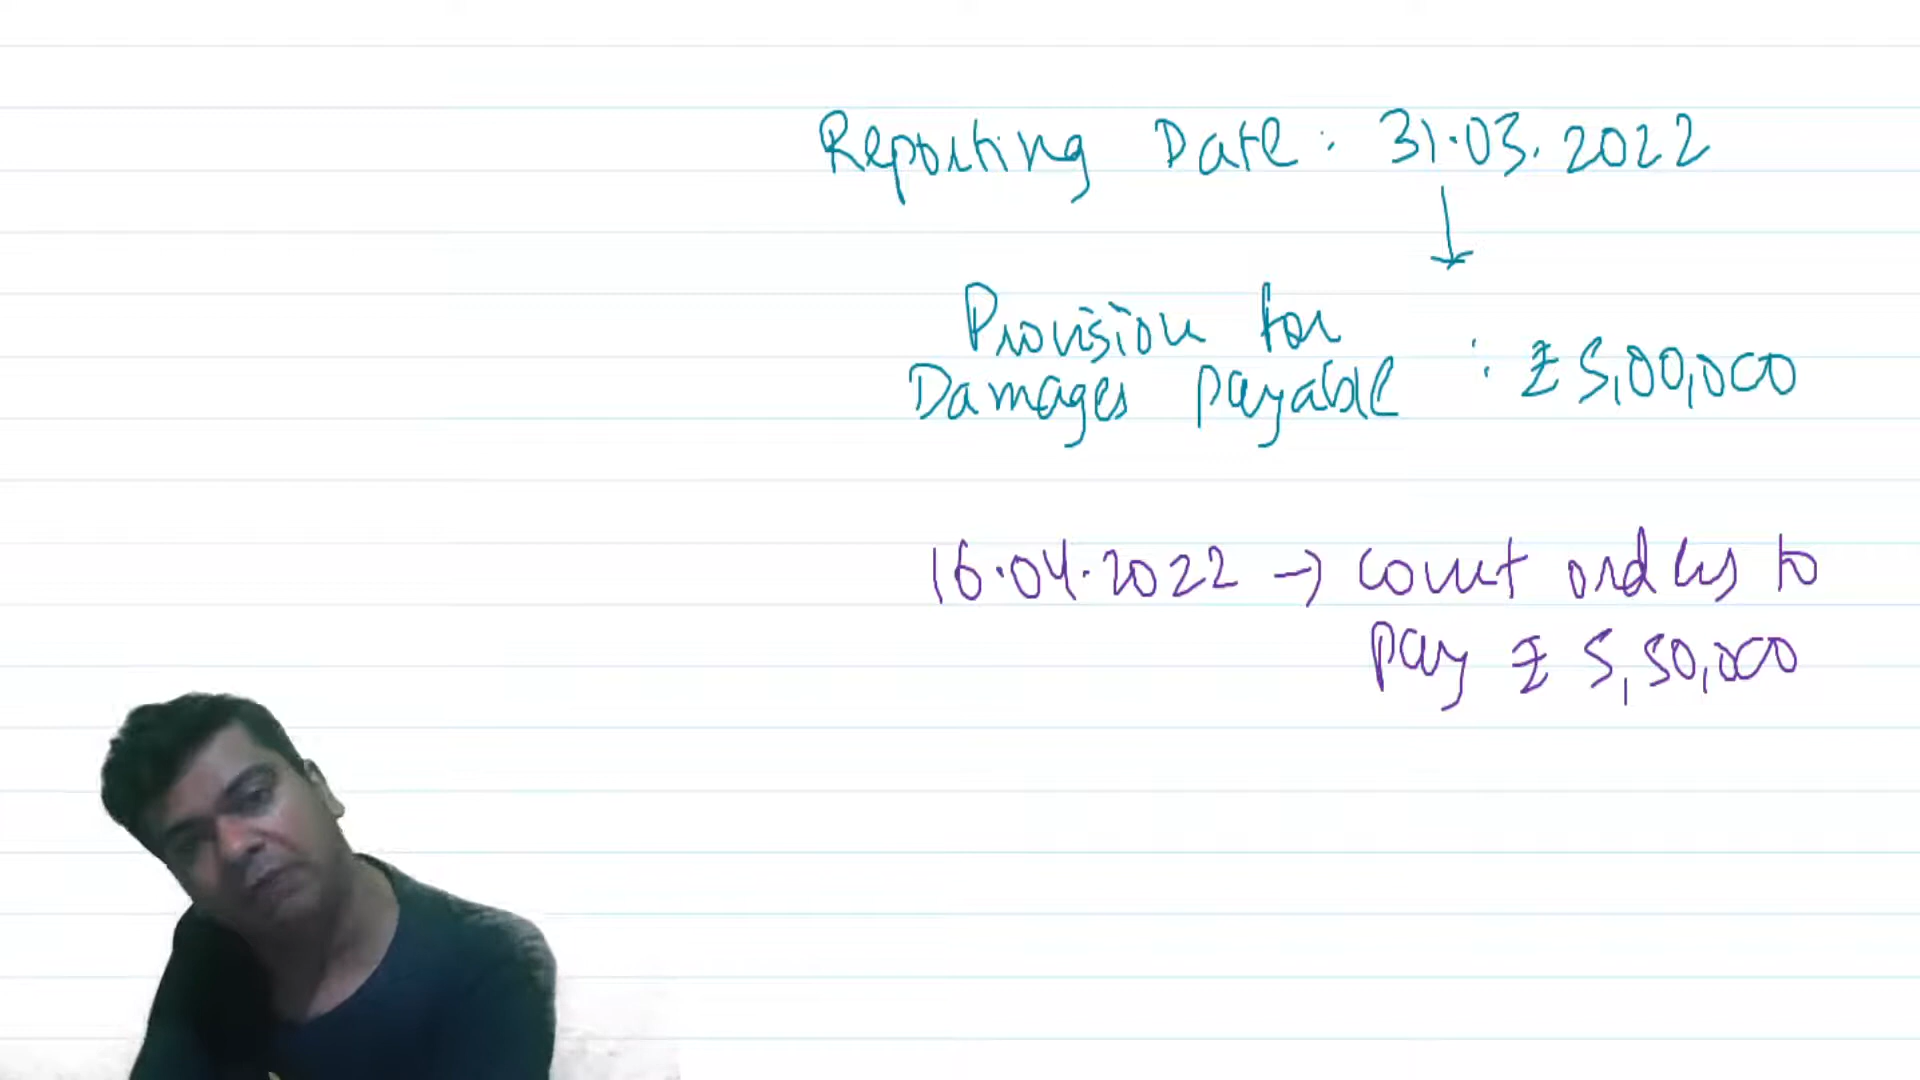 Reporting Date: 31.03.2022
Provision for
Damages payable : ₹ 5,00,000
16.04.2022 → Court orders to
pay ₹ 5,50,000